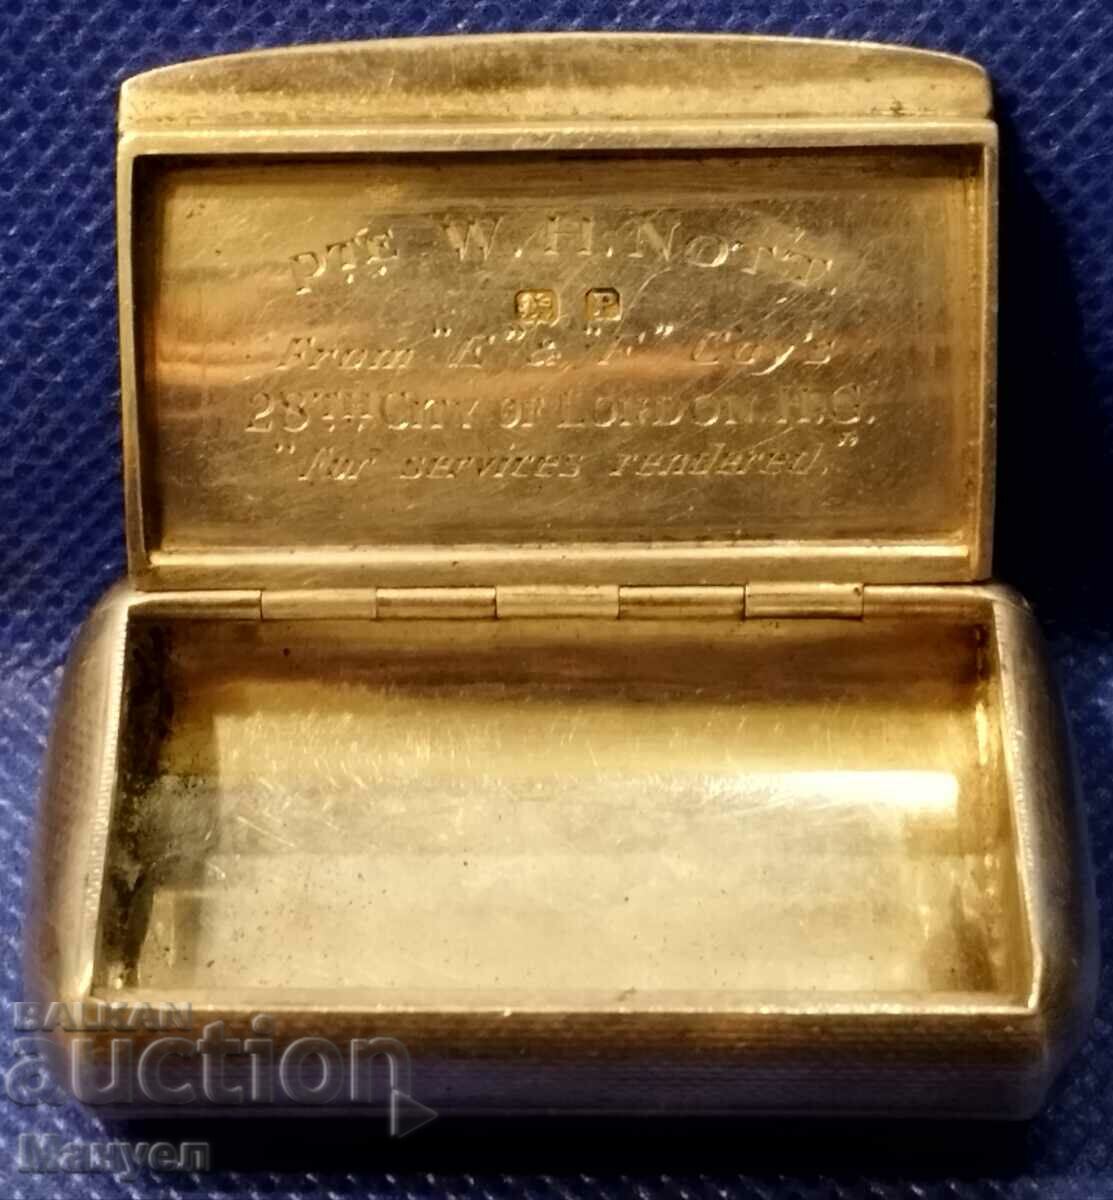 PTE W. H. NOTT.
P
From "E" & "F" Coy's
28TH CITY OF LONDON H.G.
"For services rendered."
BALKAN
auction
Мануел